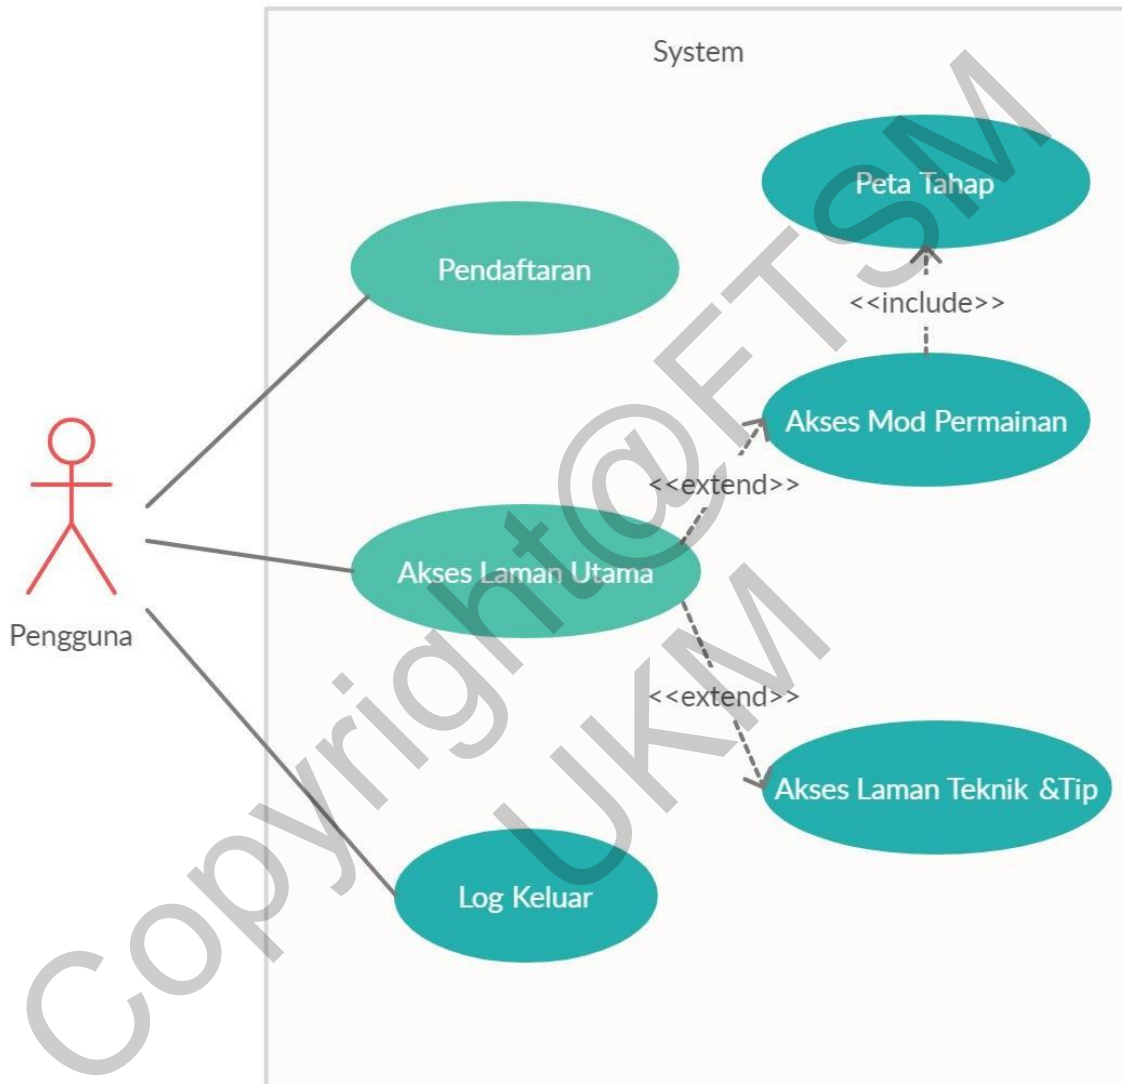 System
Peta Tahap
Pendaftaran
<<include>>
Akses Mod Permainan
<<extend>>
Akses Laman Utama
Pengguna
<<extend>>
Akses Laman Teknik &Tip
Log Keluar
Copyright@FTSM
UKM